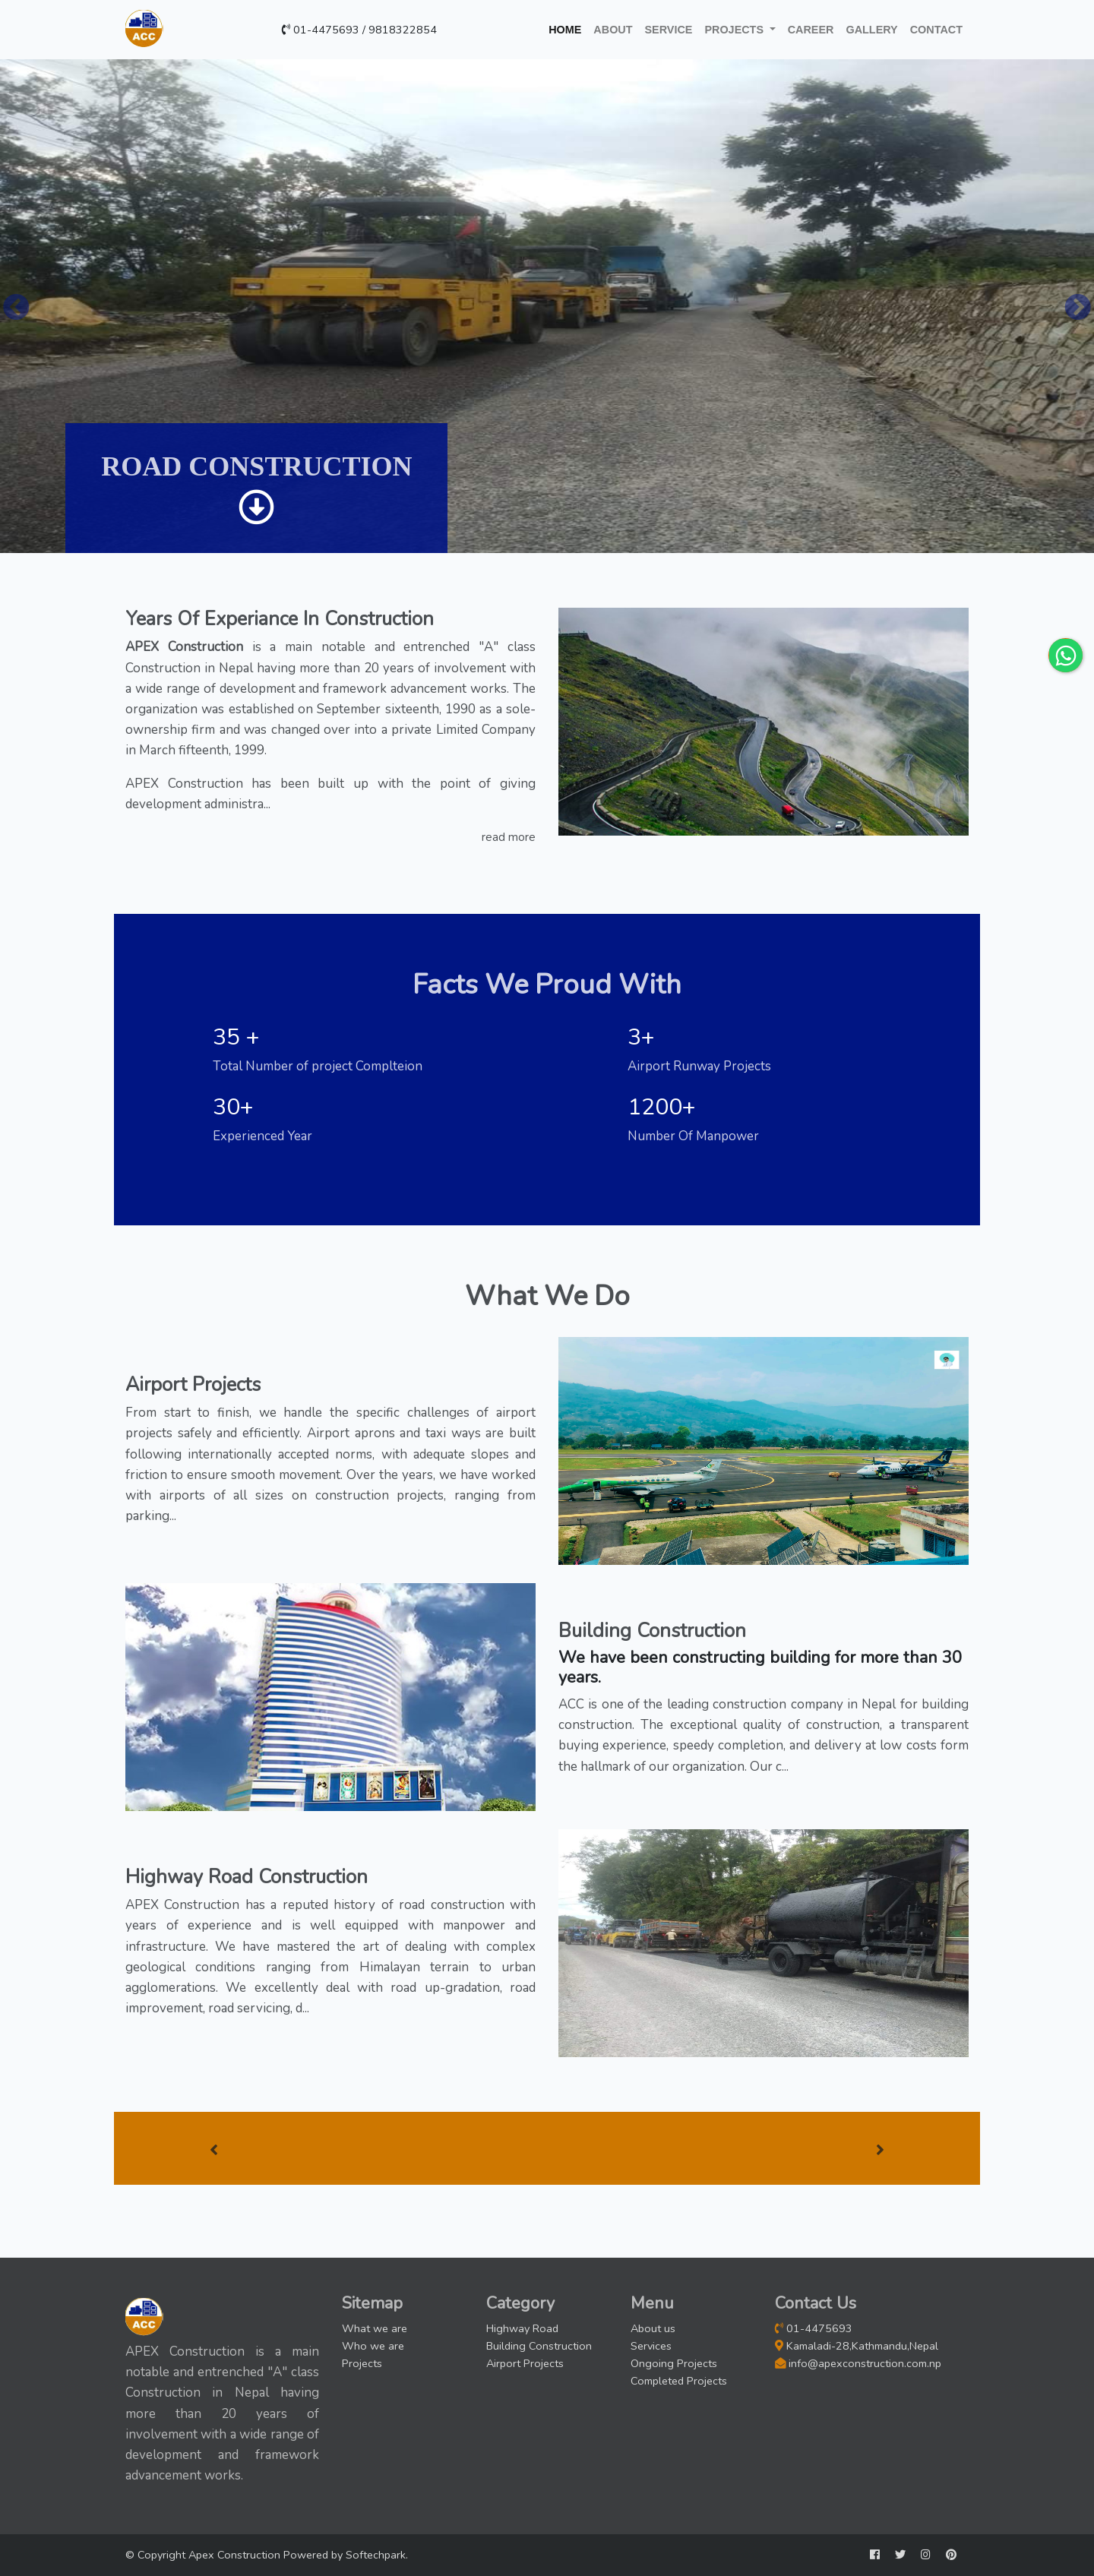 ACC
01-4475693 / 9818322854
HOME ABOUT SERVICE PROJECTS CAREER GALLERY CONTACT
ROAD CONSTRUCTION
Years Of Experiance In Construction
APEX Construction is a main notable and entrenched "A" class
Construction in Nepal having more than 20 years of involvement with
a wide range of development and framework advancement works. The
organization was established on September sixteenth, 1990 as a sole-
ownership firm and was changed over into a private Limited Company
in March fifteenth, 1999.
APEX Construction has been built up with the point of giving
development administra...
read more
Facts We Proud With
35 +
Total Number of project Complteion
3+
Airport Runway Projects
30+
Experienced Year
1200+
Number Of Manpower
What We Do
Airport Projects
From start to finish, we handle the specific challenges of airport
projects safely and efficiently. Airport aprons and taxi ways are built
following internationally accepted norms, with adequate slopes and
friction to ensure smooth movement. Over the years, we have worked
with airports of all sizes on construction projects, ranging from
parking...
Building Construction
We have been constructing building for more than 30
years.
ACC is one of the leading construction company in Nepal for building
construction. The exceptional quality of construction, a transparent
buying experience, speedy completion, and delivery at low costs form
the hallmark of our organization. Our c...
Highway Road Construction
APEX Construction has a reputed history of road construction with
years of experience and is well equipped with manpower and
infrastructure. We have mastered the art of dealing with complex
geological conditions ranging from Himalayan terrain to urban
agglomerations. We excellently deal with road up-gradation, road
improvement, road servicing, d...
ACC
APEX Construction is a main
notable and entrenched "A" class
Construction in Nepal having
more than 20 years of
involvement with a wide range of
development and framework
advancement works.
Sitemap
What we are
Who we are
Projects
Category
Highway Road
Building Construction
Airport Projects
Menu
About us
Services
Ongoing Projects
Completed Projects
Contact Us
01-4475693
Kamaladi-28,Kathmandu,Nepal
info@apexconstruction.com.np
© Copyright Apex Construction Powered by Softechpark.